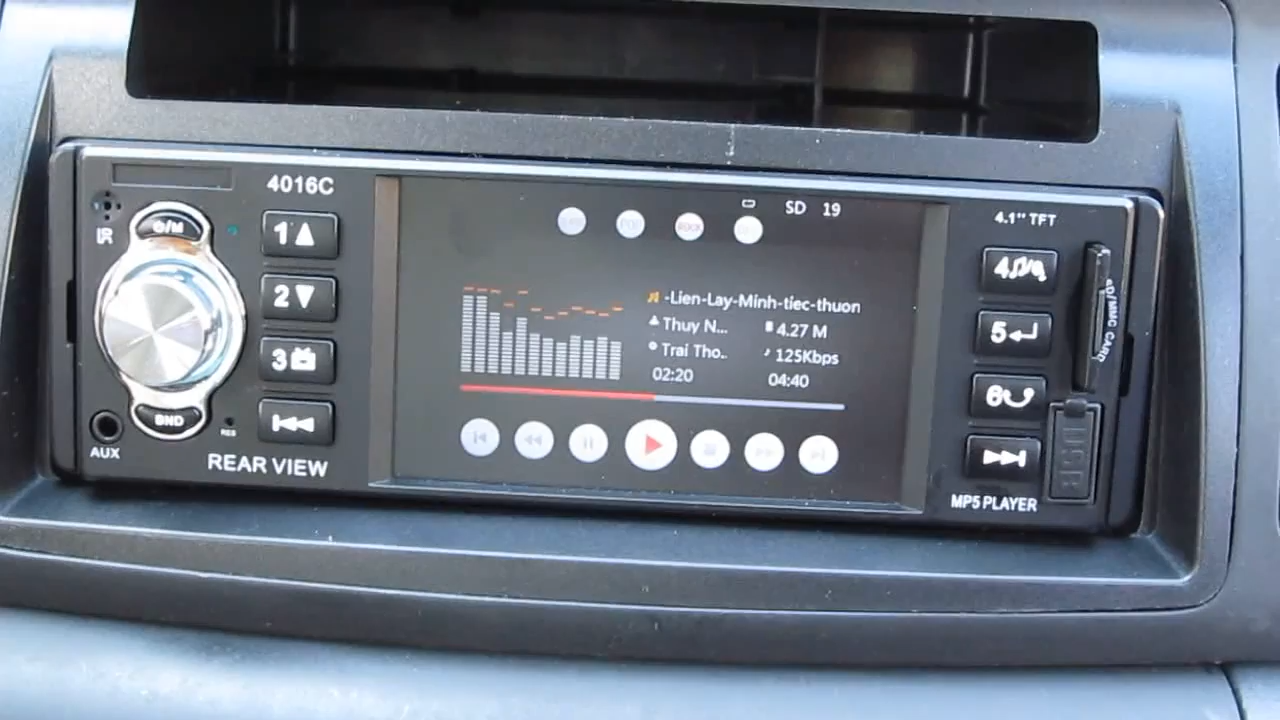 4016C
IR
⏻/M
1
2
3
BND
RES
AUX
REAR VIEW
ROCK
SD 19
-Lien-Lay-Minh-tiec-thuon
Thuy N...
4.27 M
Trai Tho..
125Kbps
02:20
04:40
4.1" TFT
4
5
6
SD/MMC CARD
USB
MP5 PLAYER